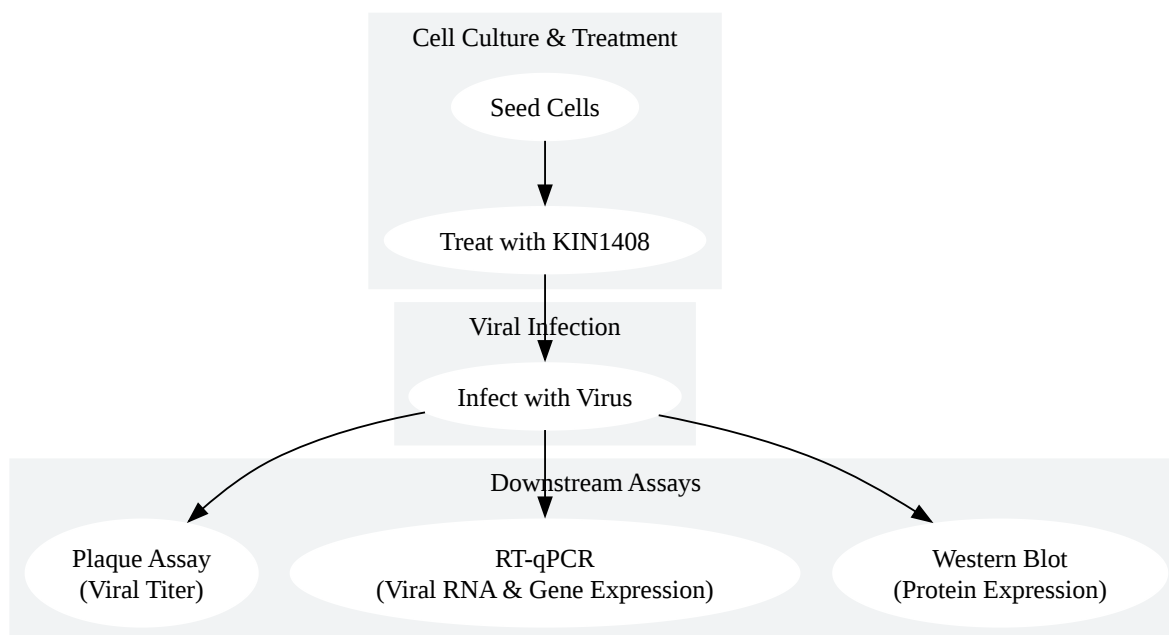 Cell Culture & Treatment
Seed Cells
Treat with KIN1408
Viral Infection
Infect with Virus
Downstream Assays
Plaque Assay
(Viral Titer)
RT-qPCR
(Viral RNA & Gene Expression)
Western Blot
(Protein Expression)